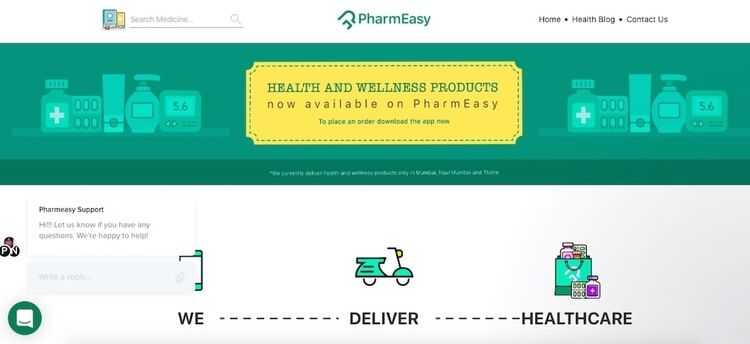 Search Medicine...
PharmEasy
Home • Health Blog • Contact Us
HEALTH AND WELLNESS PRODUCTS
now available on PharmEasy
To place an order download the app now
5.6
5.6
*We currently deliver health and wellness products only in Mumbai, Navi Mumbai and Thane
Pharmeasy Support
Hi!!! Let us know if you have any
questions. We're happy to help!
Write a reply...
P N
WE
DELIVER
HEALTHCARE